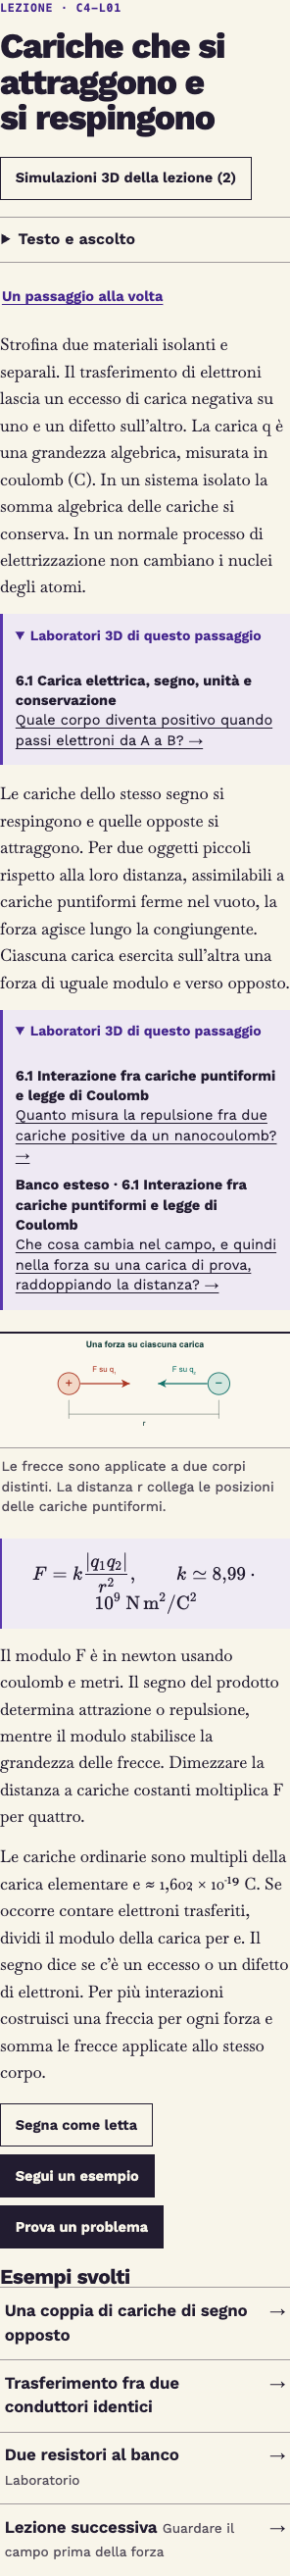 LEZIONE · C4–L01
Cariche che si
attraggono e
si respingono
Simulazioni 3D della lezione (2)
▶ Testo e ascolto
Un passaggio alla volta
Strofina due materiali isolanti e
separali. Il trasferimento di elettroni
lascia un eccesso di carica negativa su
uno e un difetto sull’altro. La carica q è
una grandezza algebrica, misurata in
coulomb (C). In un sistema isolato la
somma algebrica delle cariche si
conserva. In un normale processo di
elettrizzazione non cambiano i nuclei
degli atomi.
▼ Laboratori 3D di questo passaggio
6.1 Carica elettrica, segno, unità e
conservazione
Quale corpo diventa positivo quando
passi elettroni da A a B? →
Le cariche dello stesso segno si
respingono e quelle opposte si
attraggono. Per due oggetti piccoli
rispetto alla loro distanza, assimilabili a
cariche puntiformi ferme nel vuoto, la
forza agisce lungo la congiungente.
Ciascuna carica esercita sull’altra una
forza di uguale modulo e verso opposto.
▼ Laboratori 3D di questo passaggio
6.1 Interazione fra cariche puntiformi
e legge di Coulomb
Quanto misura la repulsione fra due
cariche positive da un nanocoulomb?
→
Banco esteso · 6.1 Interazione fra
cariche puntiformi e legge di
Coulomb
Che cosa cambia nel campo, e quindi
nella forza su una carica di prova,
raddoppiando la distanza? →
Una forza su ciascuna carica
F su q₁ F su q₂
+ −
r
Le frecce sono applicate a due corpi
distinti. La distanza r collega le posizioni
delle cariche puntiformi.
F = k |q₁q₂| / r², k ≃ 8,99 ·
10⁹ N m²/C²
Il modulo F è in newton usando
coulomb e metri. Il segno del prodotto
determina attrazione o repulsione,
mentre il modulo stabilisce la
grandezza delle frecce. Dimezzare la
distanza a cariche costanti moltiplica F
per quattro.
Le cariche ordinarie sono multipli della
carica elementare e ≈ 1,602 × 10⁻¹⁹ C. Se
occorre contare elettroni trasferiti,
dividi il modulo della carica per e. Il
segno dice se c’è un eccesso o un difetto
di elettroni. Per più interazioni
costruisci una freccia per ogni forza e
somma le frecce applicate allo stesso
corpo.
Segna come letta
Segui un esempio
Prova un problema
Esempi svolti
Una coppia di cariche di segno →
opposto
Trasferimento fra due →
conduttori identici
Due resistori al banco →
Laboratorio
Lezione successiva Guardare il →
campo prima della forza